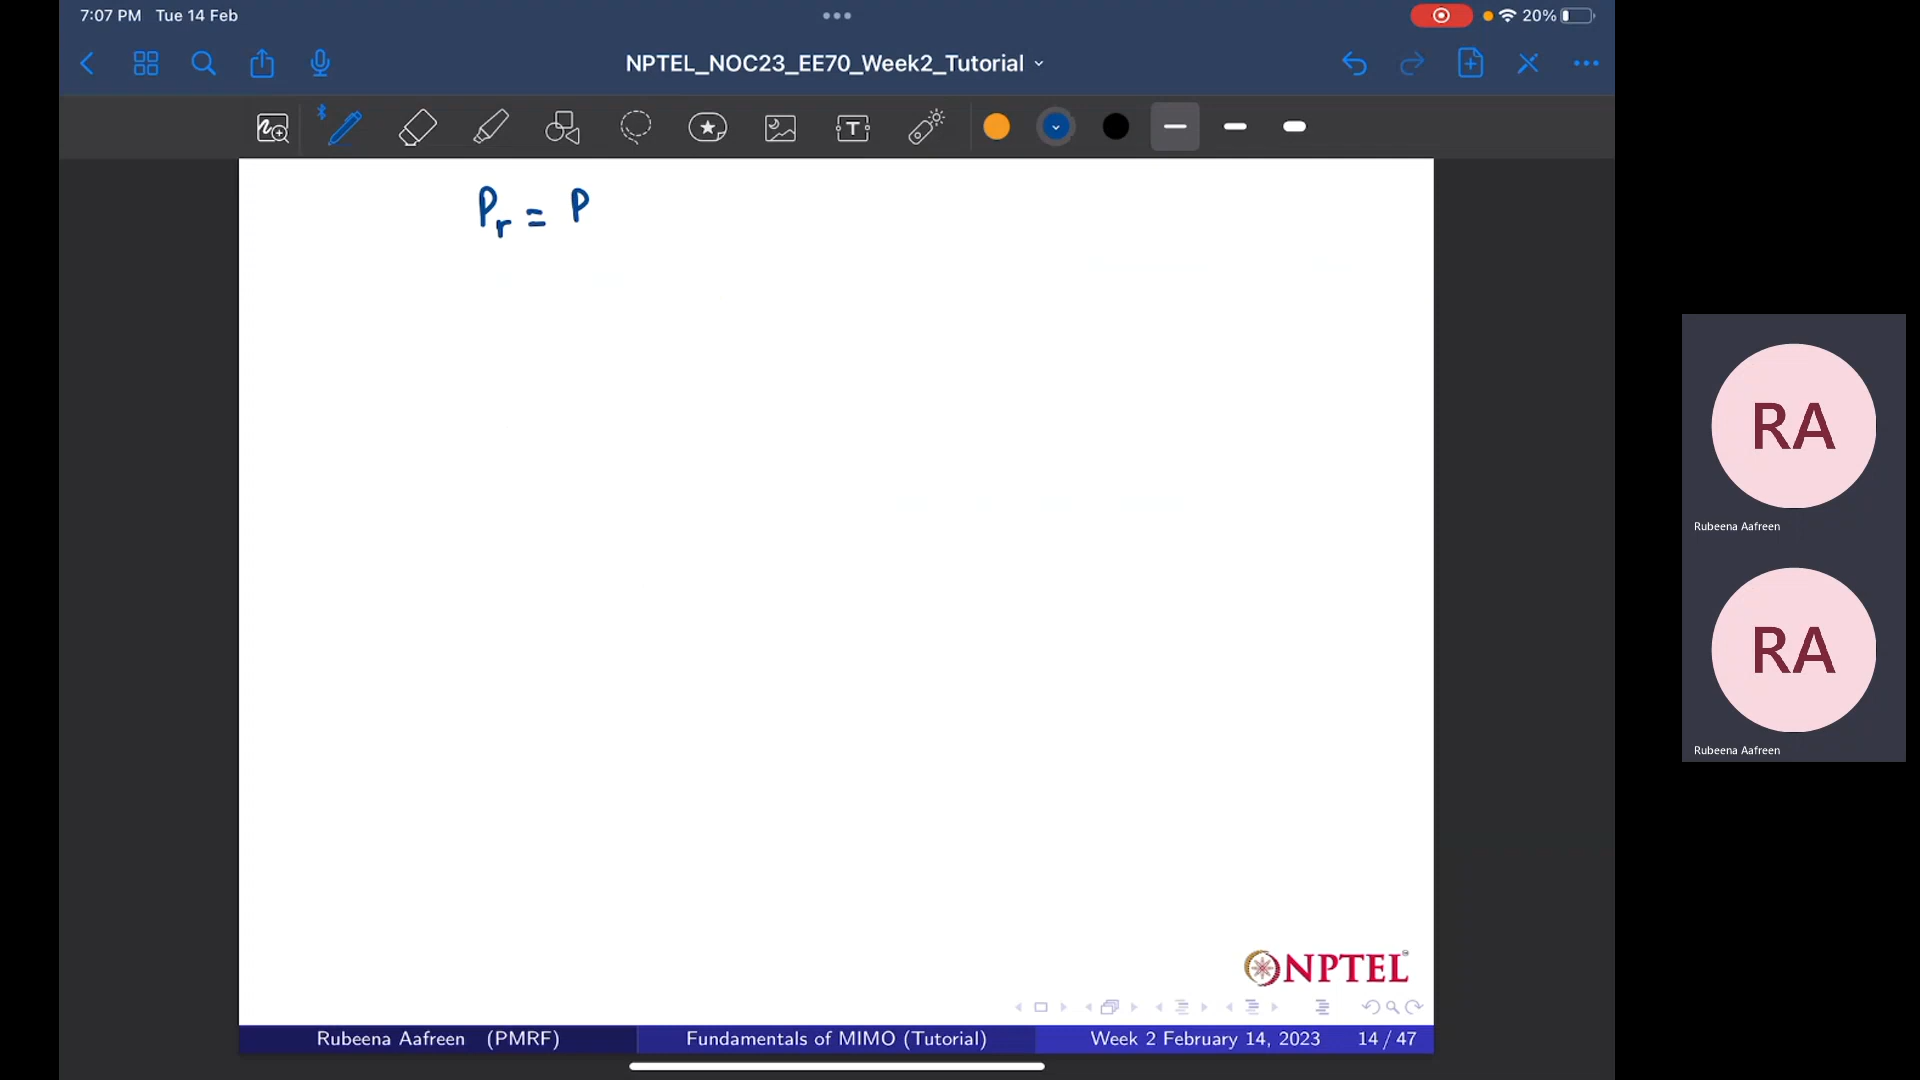 7:07 PM Tue 14 Feb
20%
NPTEL_NOC23_EE70_Week2_Tutorial
T
Pr = P
RA
Rubeena Aafreen
RA
Rubeena Aafreen
NPTEL
Rubeena Aafreen (PMRF) Fundamentals of MIMO (Tutorial) Week 2 February 14, 2023 14 / 47